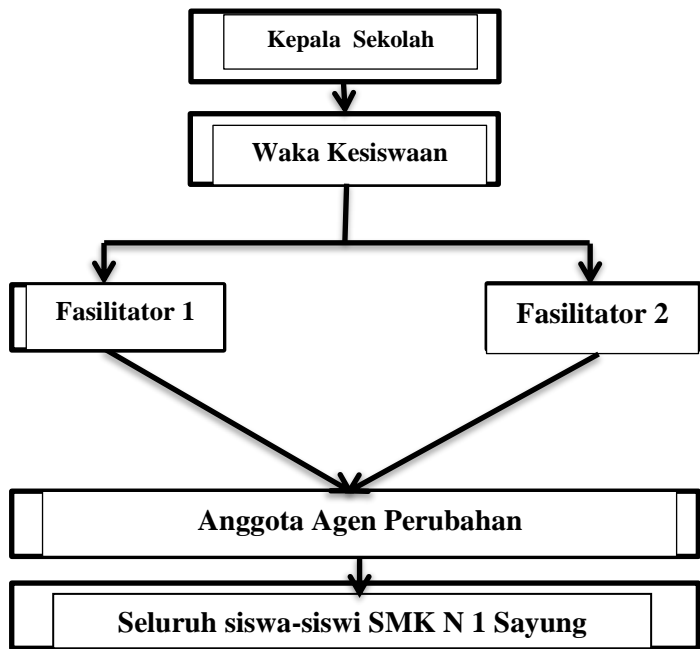 Kepala Sekolah
Waka Kesiswaan
Fasilitator 1
Fasilitator 2
Anggota Agen Perubahan
Seluruh siswa-siswi SMK N 1 Sayung